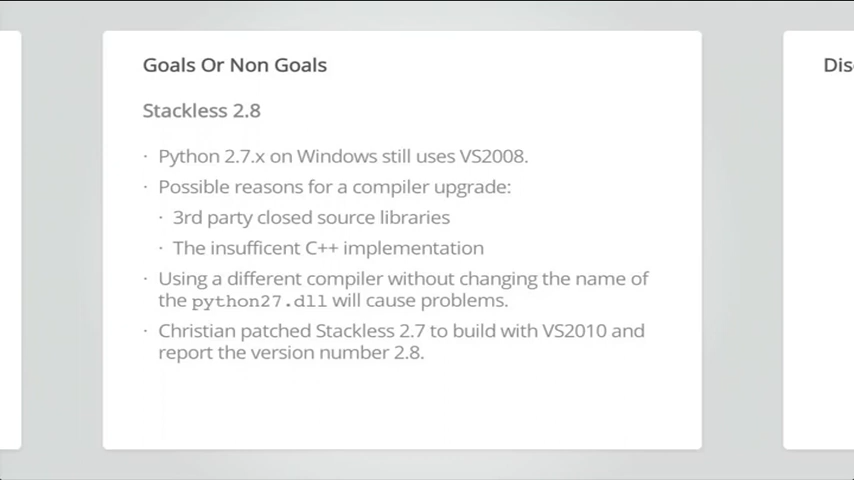 Goals Or Non Goals
Dis
Stackless 2.8
· Python 2.7.x on Windows still uses VS2008.
· Possible reasons for a compiler upgrade:
· 3rd party closed source libraries
· The insufficent C++ implementation
· Using a different compiler without changing the name of
the python27.dll will cause problems.
· Christian patched Stackless 2.7 to build with VS2010 and
report the version number 2.8.